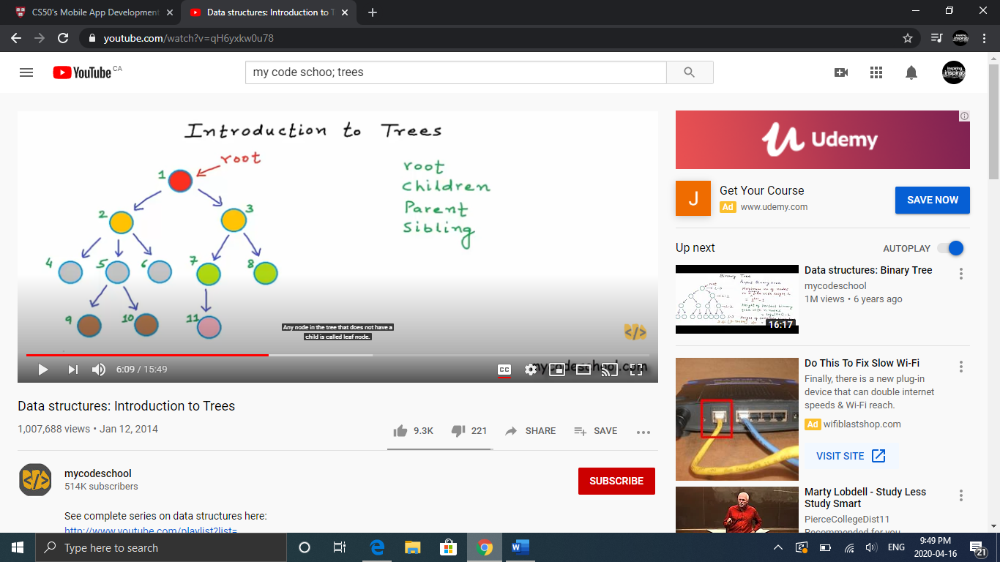 CS50's Mobile App Development
Data structures: Introduction to T
youtube.com/watch?v=qH6yxkw0u78
YouTube CA
my code schoo; trees
Introduction to Trees
root
1
2
3
4
5
6
7
8
9
10
11
root
Children
Parent
Sibling
Any node in the tree that does not have a
child is called leaf node.
6:09 / 15:49
CC
mycodeschool.com
Data structures: Introduction to Trees
1,007,688 views • Jan 12, 2014
9.3K
221
SHARE
SAVE
mycodeschool
514K subscribers
SUBSCRIBE
See complete series on data structures here:
http://www.youtube.com/playlist?list=
Udemy
J
Get Your Course
Ad www.udemy.com
SAVE NOW
Up next
AUTOPLAY
Binary Tree
16:17
Data structures: Binary Tree
mycodeschool
1M views • 6 years ago
Do This To Fix Slow Wi-Fi
Finally, there is a new plug-in
device that can double internet
speeds & Wi-Fi reach.
Ad wifiblastshop.com
VISIT SITE
Marty Lobdell - Study Less
Study Smart
PierceCollegeDist11
Recommended for you
Type here to search
ENG
9:49 PM
2020-04-16
21